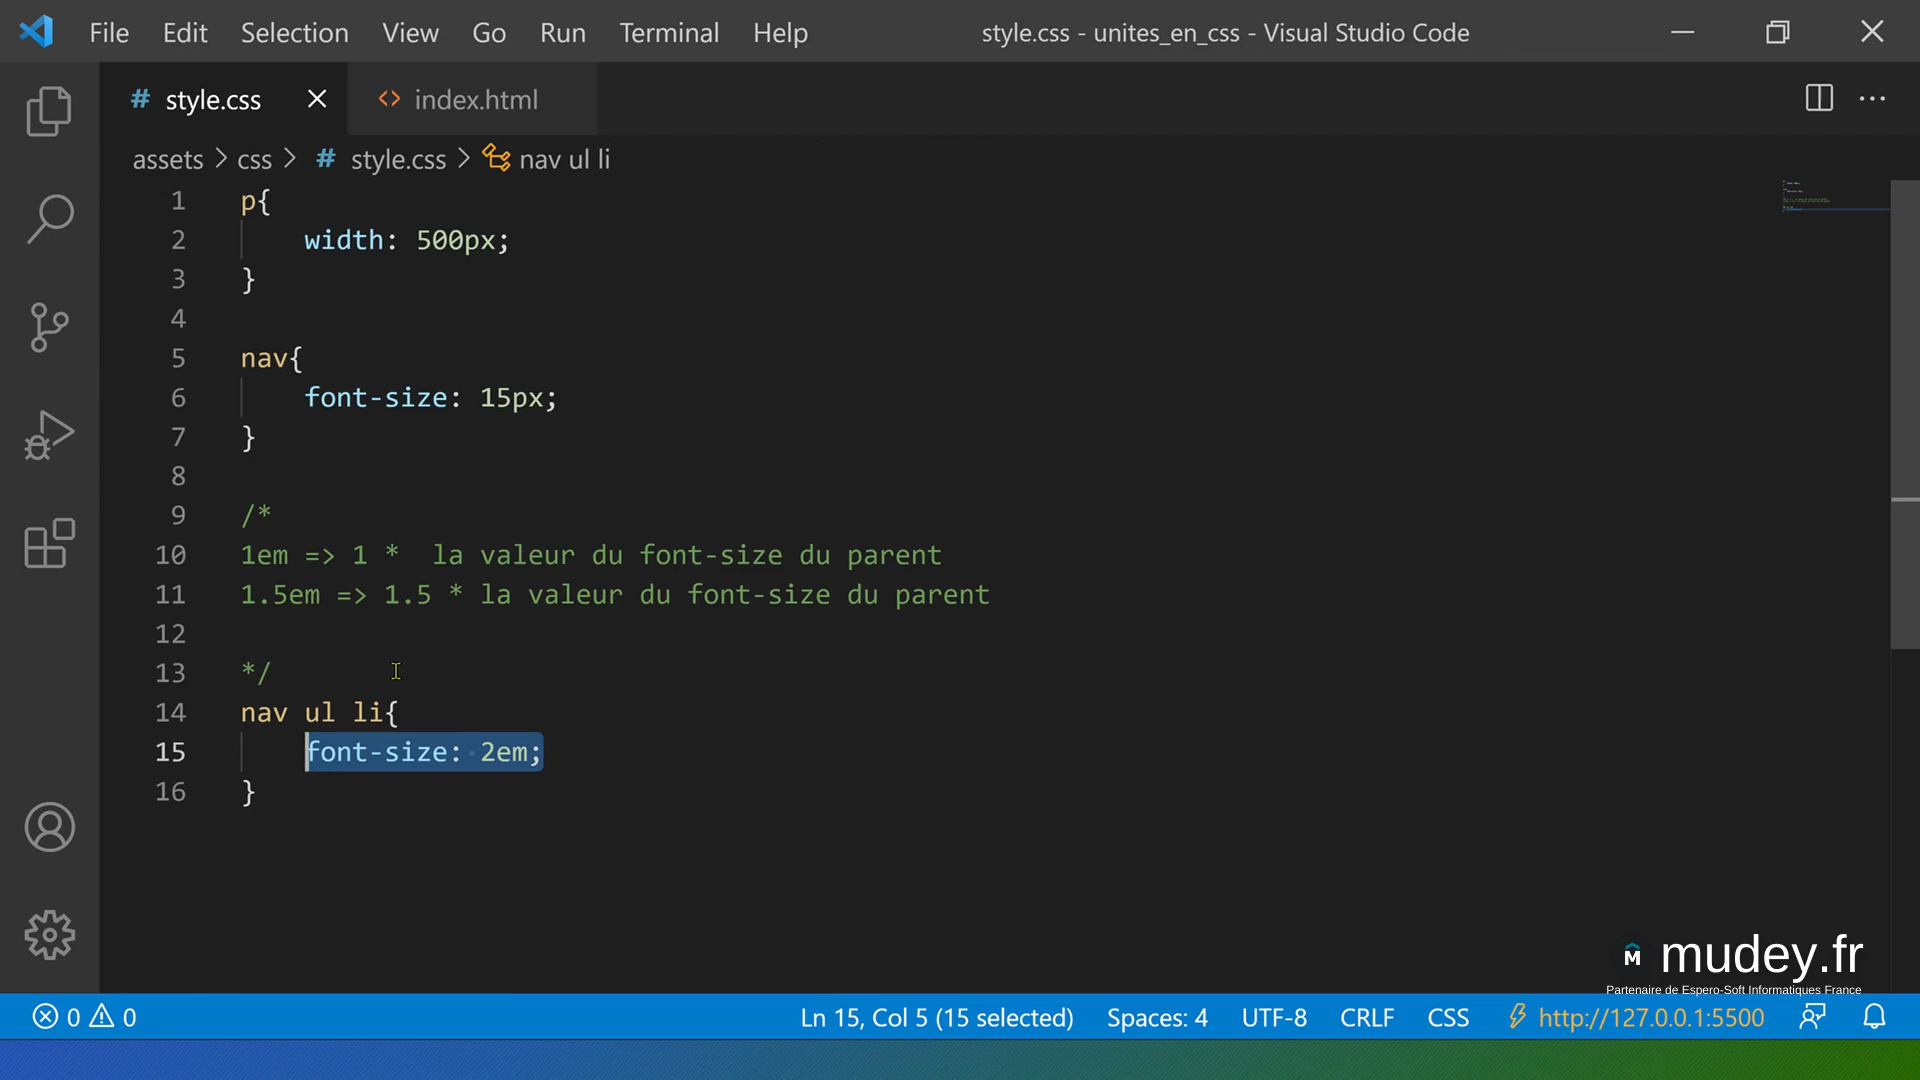 File Edit Selection View Go Run Terminal Help style.css - unites_en_css - Visual Studio Code
# style.css index.html
assets > css > # style.css > nav ul li
1 p{
2 width: 500px;
3 }
4
5 nav{
6 font-size: 15px;
7 }
8
9 /*
10 1em => 1 *  la valeur du font-size du parent
11 1.5em => 1.5 * la valeur du font-size du parent
12
13 */
14 nav ul li{
15 font-size: 2em;
16 }
M mudey.fr
Partenaire de Espero-Soft Informatiques France
0 0 Ln 15, Col 5 (15 selected) Spaces: 4 UTF-8 CRLF CSS http://127.0.0.1:5500